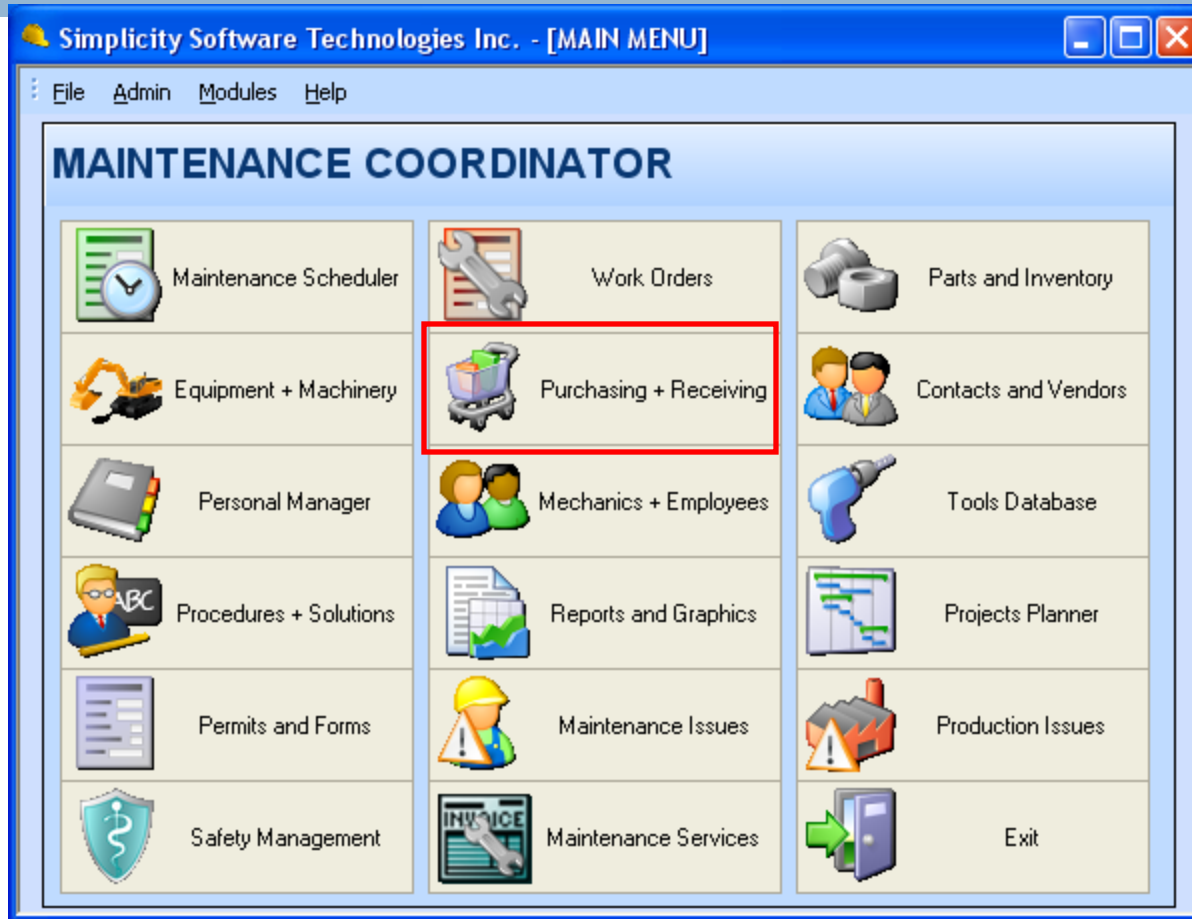 Simplicity Software Technologies Inc. - [MAIN MENU]
File Admin Modules Help
MAINTENANCE COORDINATOR
Maintenance Scheduler
Work Orders
Parts and Inventory
Equipment + Machinery
Purchasing + Receiving
Contacts and Vendors
Personal Manager
Mechanics + Employees
Tools Database
ABC
Procedures + Solutions
Reports and Graphics
Projects Planner
Permits and Forms
Maintenance Issues
Production Issues
Safety Management
INVOICE
Maintenance Services
Exit